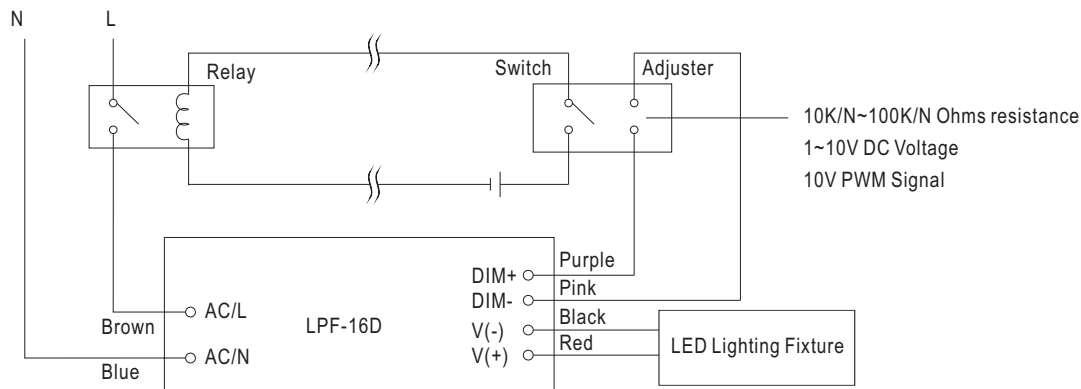 N
L
Relay
Switch
Adjuster
10K/N~100K/N Ohms resistance
1~10V DC Voltage
10V PWM Signal
Purple
DIM+
Pink
DIM-
Black
V(-)
Red
V(+)
AC/L
Brown
LPF-16D
AC/N
Blue
LED Lighting Fixture